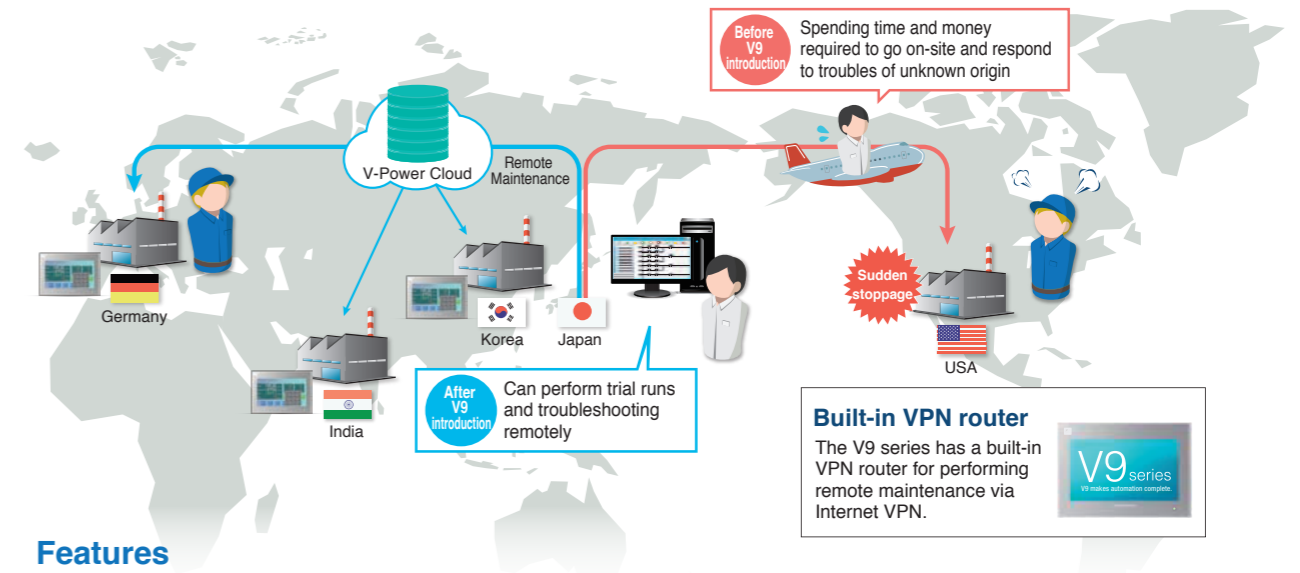 Before
V9
introduction
Spending time and money
required to go on-site and respond
to troubles of unknown origin
V-Power Cloud
Remote
Maintenance
Germany
India
Korea
Japan
Sudden
stoppage
USA
After
V9
introduction
Can perform trial runs
and troubleshooting
remotely
Built-in VPN router
The V9 series has a built-in
VPN router for performing
remote maintenance via
Internet VPN.
V9 series
V9 makes automation complete.
Features